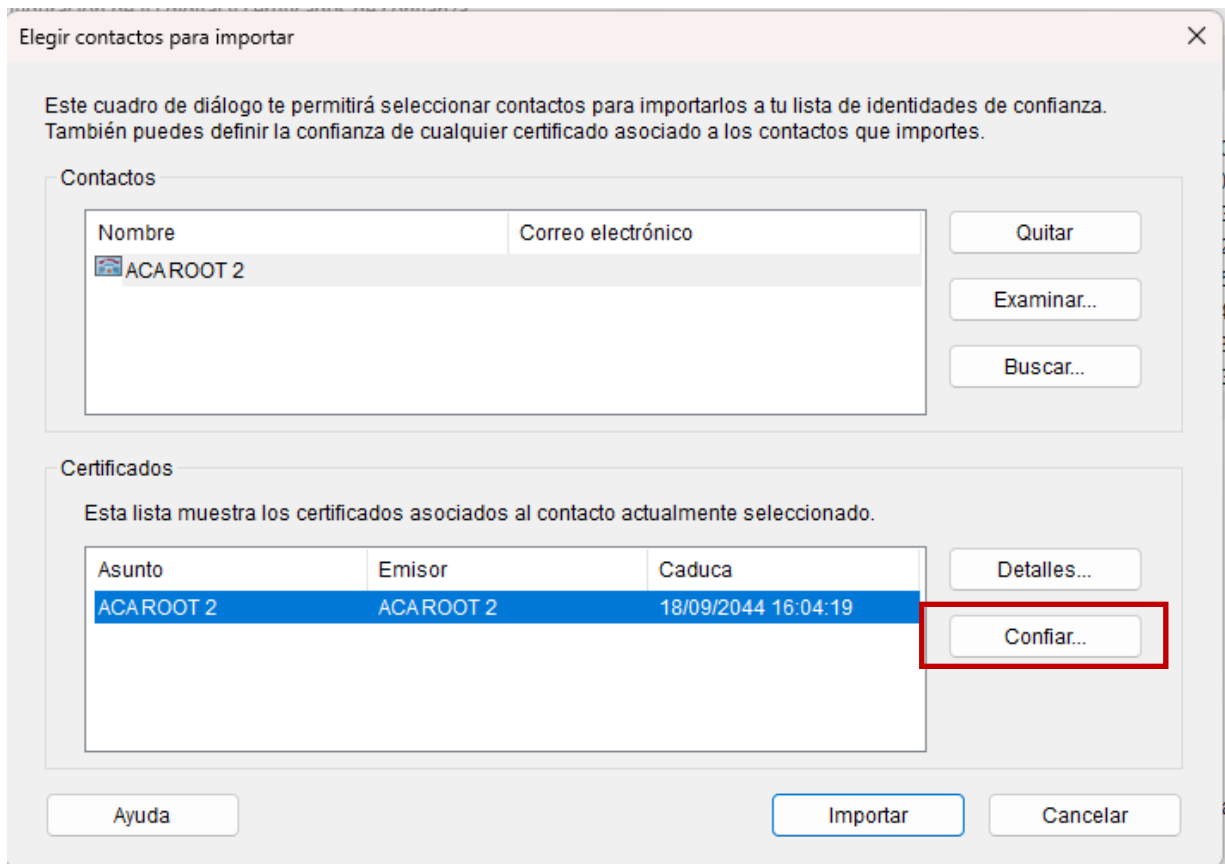 Elegir contactos para importar
Este cuadro de diálogo te permitirá seleccionar contactos para importarlos a tu lista de identidades de confianza.
También puedes definir la confianza de cualquier certificado asociado a los contactos que importes.
Contactos
Nombre Correo electrónico
ACA ROOT 2
Quitar
Examinar...
Buscar...
Certificados
Esta lista muestra los certificados asociados al contacto actualmente seleccionado.
Asunto Emisor Caduca
ACA ROOT 2 ACA ROOT 2 18/09/2044 16:04:19
Detalles...
Confiar...
Ayuda Importar Cancelar